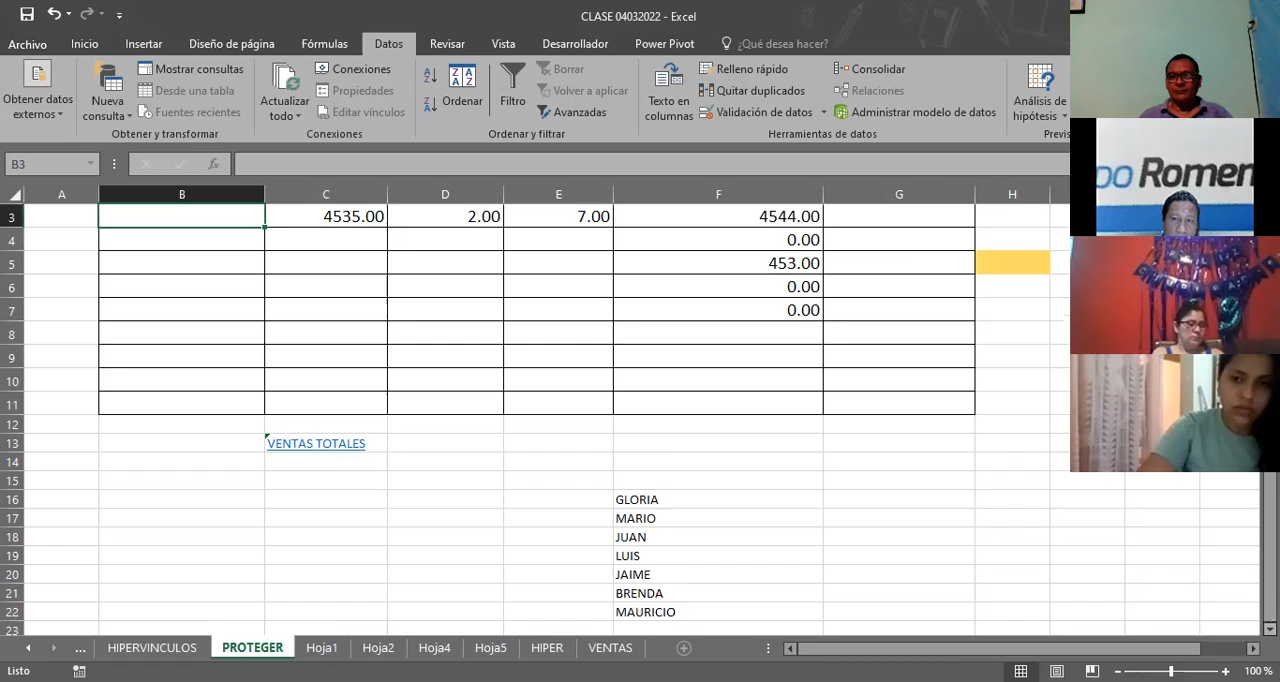 CLASE 04032022 - Excel
Archivo Inicio Insertar Diseño de página Fórmulas Datos Revisar Vista Desarrollador Power Pivot ¿Qué desea hacer?
Obtener datos externos
Nueva consulta
Mostrar consultas
Desde una tabla
Fuentes recientes
Obtener y transformar
Actualizar todo
Conexiones
Propiedades
Editar vínculos
Conexiones
Ordenar
Filtro
Borrar
Volver a aplicar
Avanzadas
Ordenar y filtrar
Texto en columnas
Relleno rápido
Quitar duplicados
Validación de datos
Consolidar
Relaciones
Administrar modelo de datos
Herramientas de datos
Análisis de hipótesis
Previs
B3 fx
A B C D E F G H
3 4535.00 2.00 7.00 4544.00
4 0.00
5 453.00
6 0.00
7 0.00
8
9
10
11
12
13 VENTAS TOTALES
14
15
16 GLORIA
17 MARIO
18 JUAN
19 LUIS
20 JAIME
21 BRENDA
22 MAURICIO
23
... HIPERVINCULOS PROTEGER Hoja1 Hoja2 Hoja4 Hoja5 HIPER VENTAS
Listo 100 %
po Romen